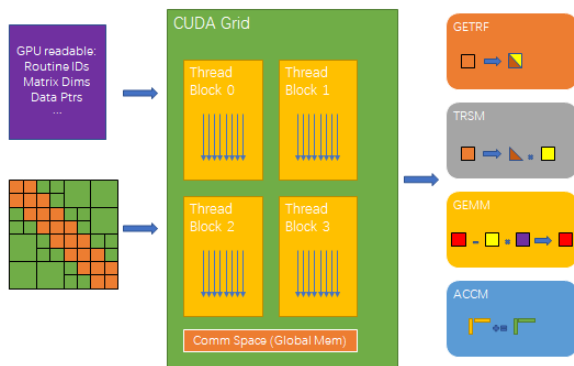 GPU readable:
Routine IDs
Matrix Dims
Data Ptrs
...
CUDA Grid
Thread
Block 0
Thread
Block 1
Thread
Block 2
Thread
Block 3
Comm Space (Global Mem)
GETRF
TRSM
GEMM
ACCM